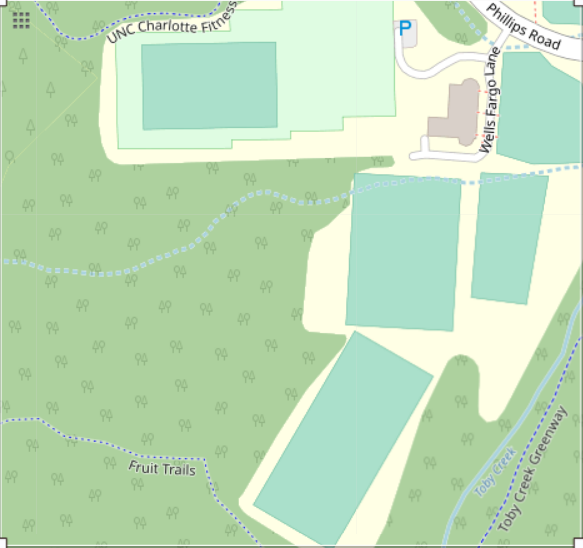 UNC Charlotte Fitness
P
Phillips Road
Wells Fargo Lane
Fruit Trails
Toby Creek
Toby Creek Greenway